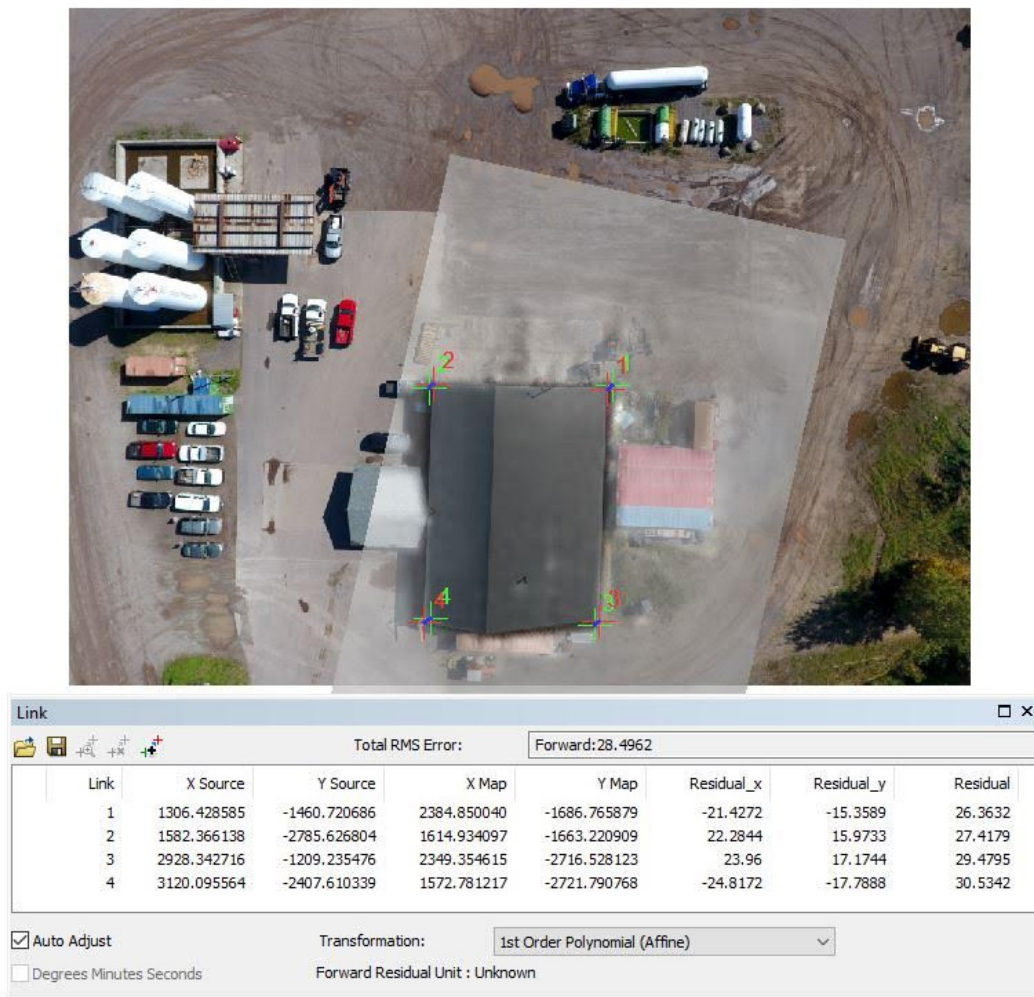 2
1
4
3
Link
Total RMS Error: Forward:28.4962
Link X Source Y Source X Map Y Map Residual_x Residual_y Residual
1 1306.428585 -1460.720686 2384.850040 -1686.765879 -21.4272 -15.3589 26.3632
2 1582.366138 -2785.626804 1614.934097 -1663.220909 22.2844 15.9733 27.4179
3 2928.342716 -1209.235476 2349.354615 -2716.528123 23.96 17.1744 29.4795
4 3120.095564 -2407.610339 1572.781217 -2721.790768 -24.8172 -17.7888 30.5342
Auto Adjust Transformation: 1st Order Polynomial (Affine)
Degrees Minutes Seconds Forward Residual Unit : Unknown